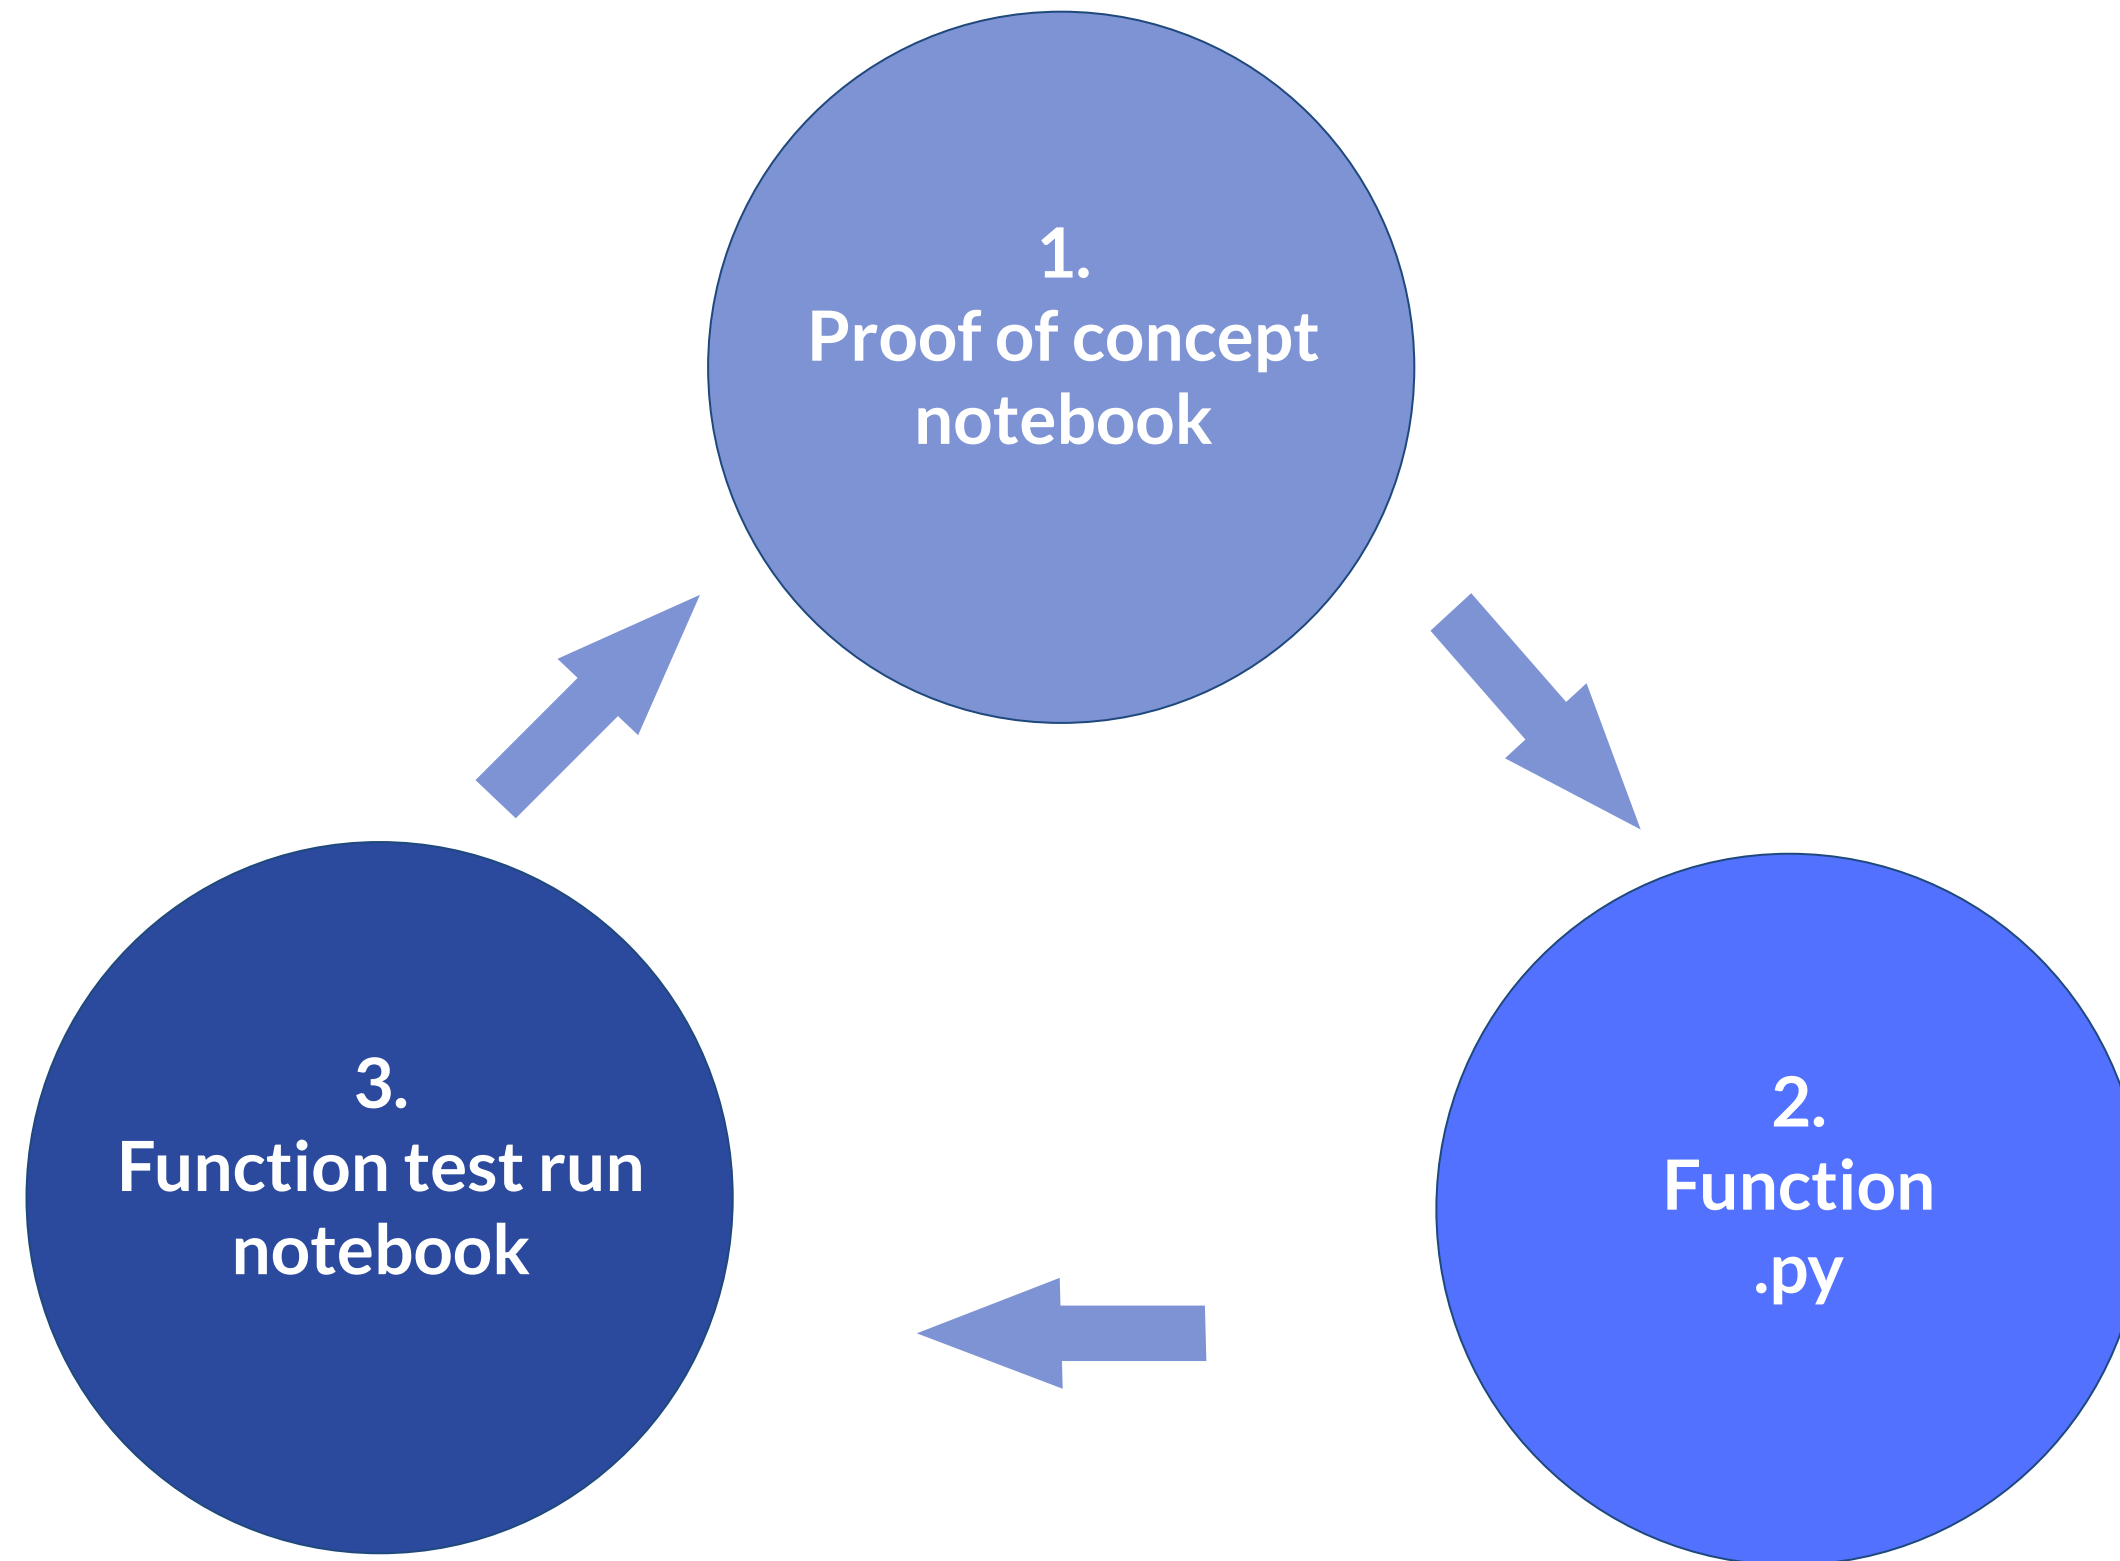 1.
Proof of concept
notebook
2.
Function
.py
3.
Function test run
notebook